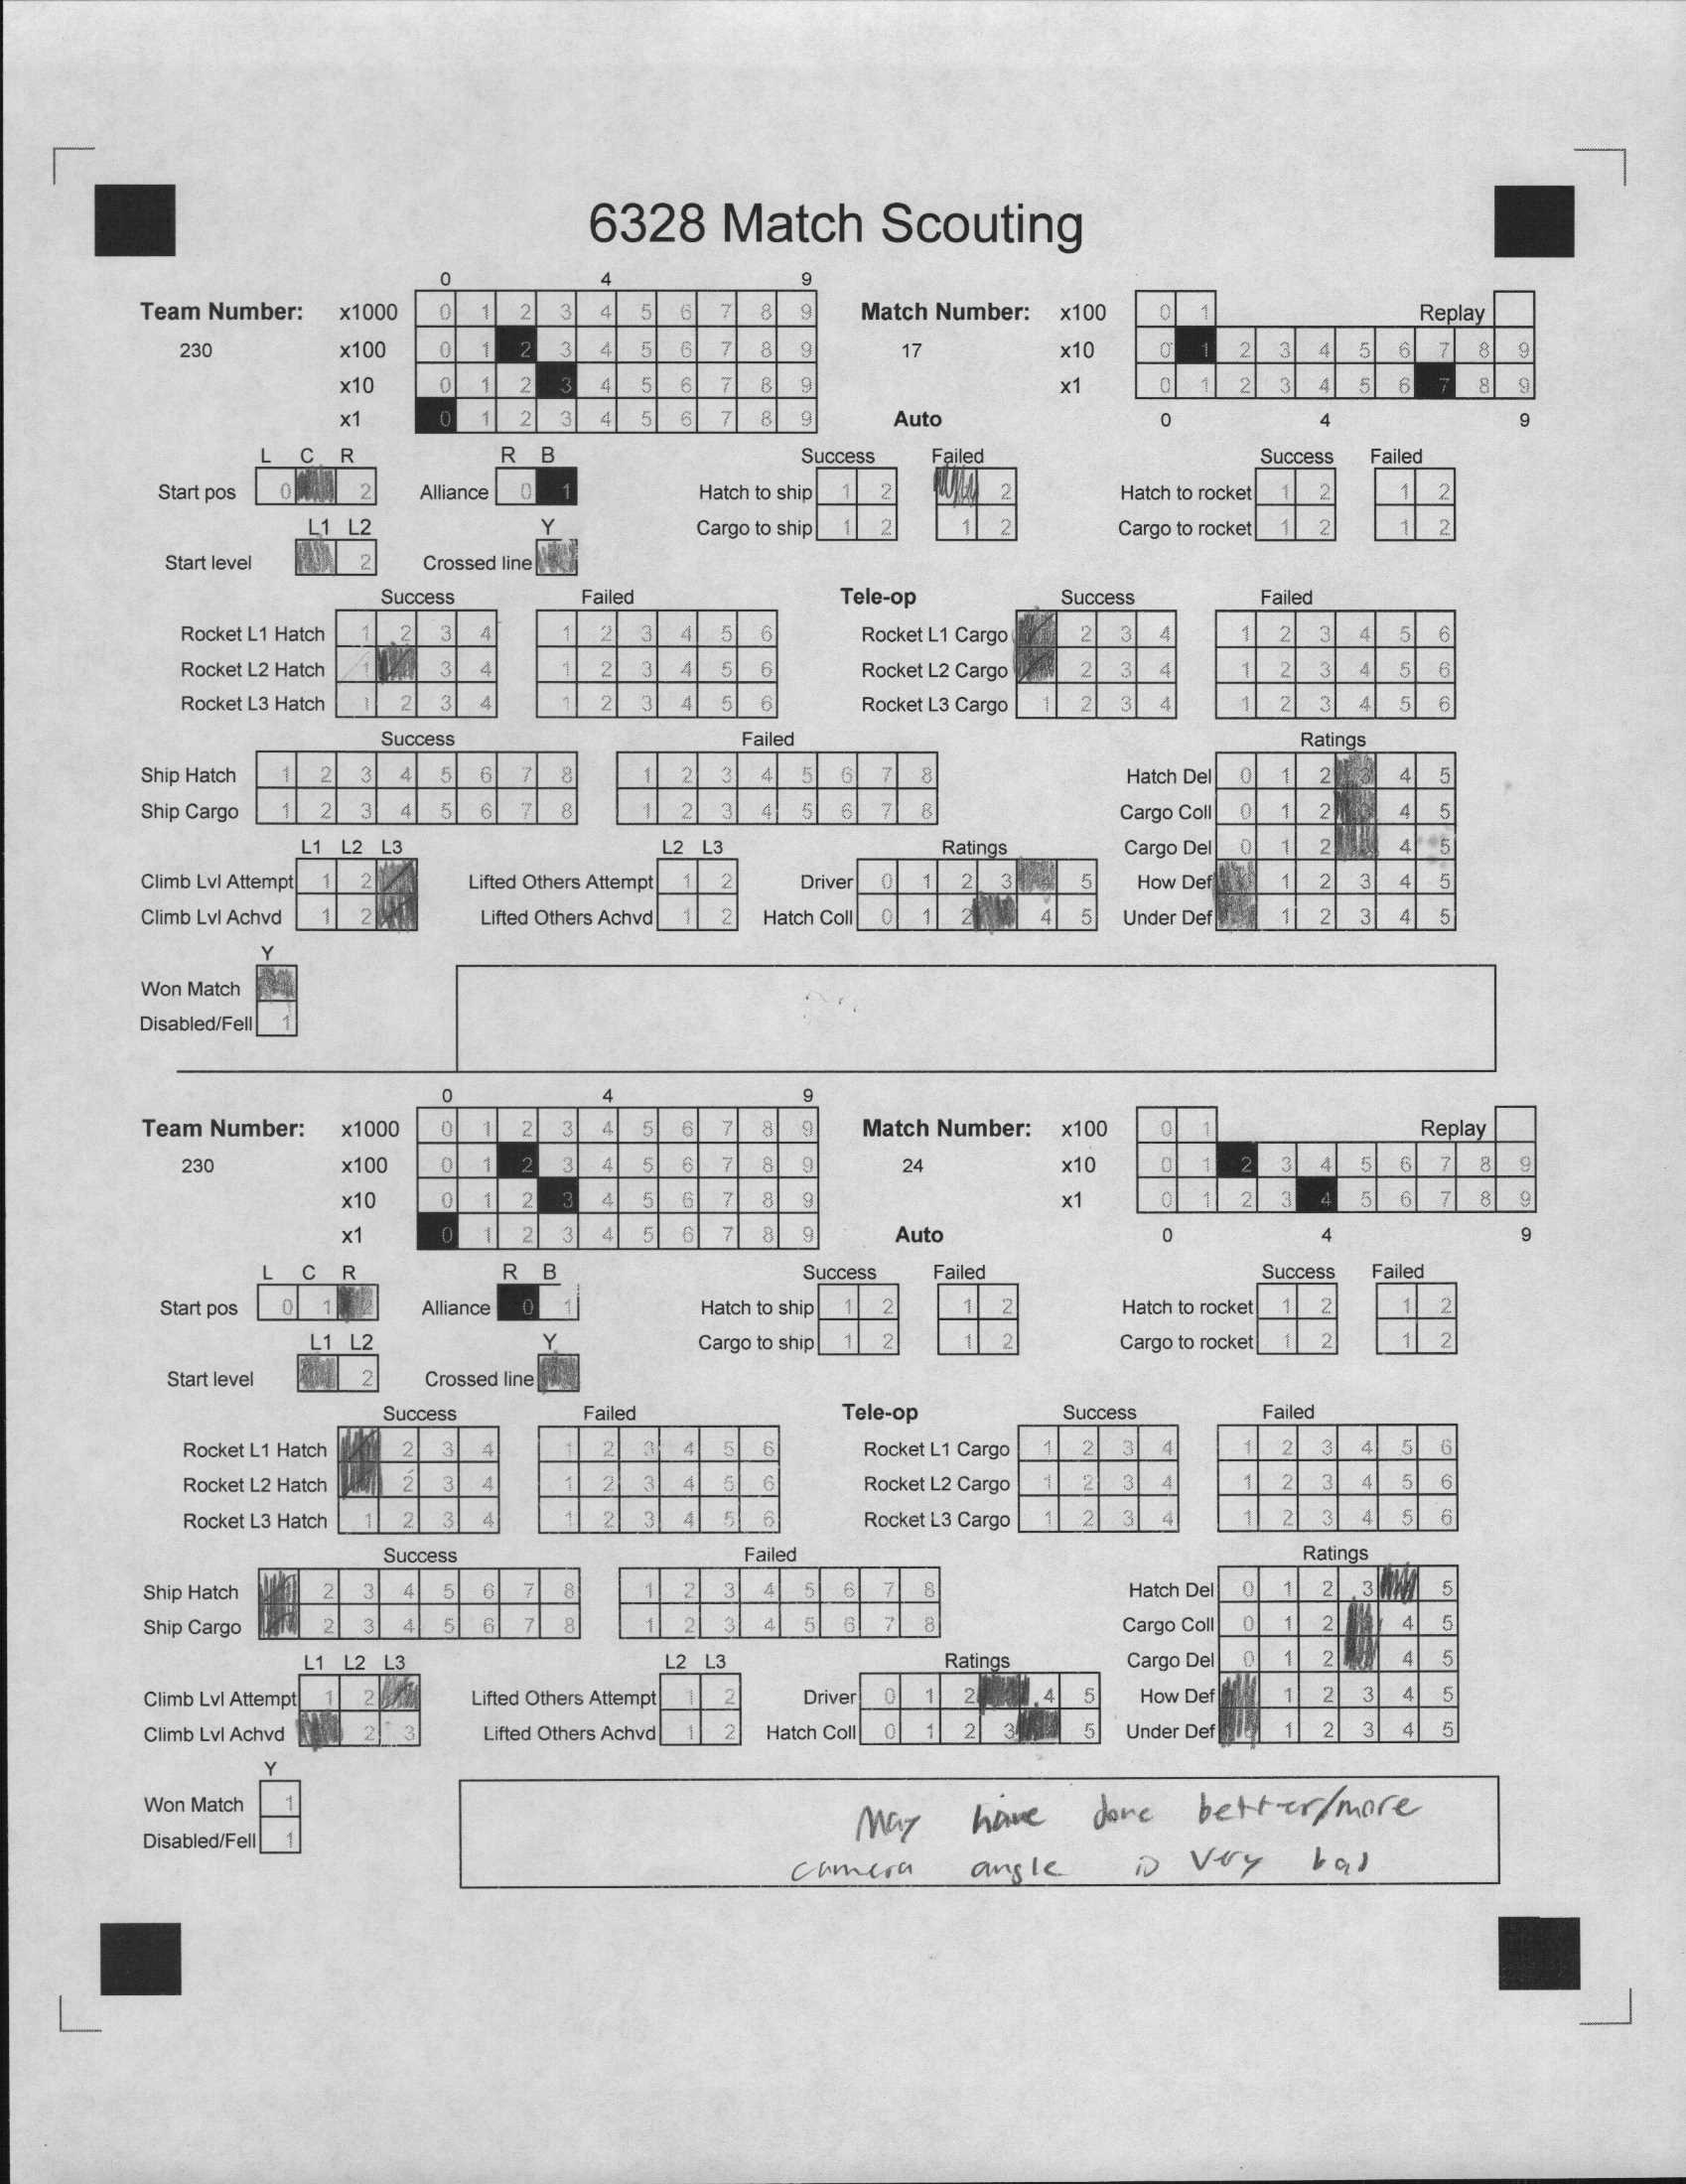 6328 Match Scouting
0 4 9
Team Number: x1000 0 1 2 3 4 5 6 7 8 9 Match Number: x100 0 1 Replay
230 x100 0 1 2 3 4 5 6 7 8 9 17 x10 0 1 2 3 4 5 6 7 8 9
x10 0 1 2 3 4 5 6 7 8 9 x1 0 1 2 3 4 5 6 7 8 9
x1 0 1 2 3 4 5 6 7 8 9 Auto 0 4 9
L C R R B Success Failed Success Failed
Start pos 0 2 Alliance 0 1 Hatch to ship 1 2 2 Hatch to rocket 1 2 1 2
L1 L2 Y Cargo to ship 1 2 1 2 Cargo to rocket 1 2 1 2
Start level 2 Crossed line
Success Failed Tele-op Success Failed
Rocket L1 Hatch 1 2 3 4 1 2 3 4 5 6 Rocket L1 Cargo 2 3 4 1 2 3 4 5 6
Rocket L2 Hatch 1 3 4 1 2 3 4 5 6 Rocket L2 Cargo 2 3 4 1 2 3 4 5 6
Rocket L3 Hatch 1 2 3 4 1 2 3 4 5 6 Rocket L3 Cargo 1 2 3 4 1 2 3 4 5 6
Success Failed Ratings
Ship Hatch 1 2 3 4 5 6 7 8 1 2 3 4 5 6 7 8 Hatch Del 0 1 2 3 4 5
Ship Cargo 1 2 3 4 5 6 7 8 1 2 3 4 5 6 7 8 Cargo Coll 0 1 2 4 5
L1 L2 L3 L2 L3 Ratings Cargo Del 0 1 2 4 5
Climb Lvl Attempt 1 2 Lifted Others Attempt 1 2 Driver 0 1 2 3 5 How Def 1 2 3 4 5
Climb Lvl Achvd 1 2 Lifted Others Achvd 1 2 Hatch Coll 0 1 2 4 5 Under Def 1 2 3 4 5
Y
Won Match
Disabled/Fell 1
0 4 9
Team Number: x1000 0 1 2 3 4 5 6 7 8 9 Match Number: x100 0 1 Replay
230 x100 0 1 2 3 4 5 6 7 8 9 24 x10 0 1 2 3 4 5 6 7 8 9
x10 0 1 2 3 4 5 6 7 8 9 x1 0 1 2 3 4 5 6 7 8 9
x1 0 1 2 3 4 5 6 7 8 9 Auto 0 4 9
L C R R B Success Failed Success Failed
Start pos 0 1 2 Alliance 0 1 Hatch to ship 1 2 1 2 Hatch to rocket 1 2 1 2
L1 L2 Y Cargo to ship 1 2 1 2 Cargo to rocket 1 2 1 2
Start level 2 Crossed line
Success Failed Tele-op Success Failed
Rocket L1 Hatch 2 3 4 1 2 3 4 5 6 Rocket L1 Cargo 1 2 3 4 1 2 3 4 5 6
Rocket L2 Hatch 2 3 4 1 2 3 4 5 6 Rocket L2 Cargo 1 2 3 4 1 2 3 4 5 6
Rocket L3 Hatch 1 2 3 4 1 2 3 4 5 6 Rocket L3 Cargo 1 2 3 4 1 2 3 4 5 6
Success Failed Ratings
Ship Hatch 2 3 4 5 6 7 8 1 2 3 4 5 6 7 8 Hatch Del 0 1 2 3 5
Ship Cargo 2 3 4 5 6 7 8 1 2 3 4 5 6 7 8 Cargo Coll 0 1 2 4 5
L1 L2 L3 L2 L3 Ratings Cargo Del 0 1 2 4 5
Climb Lvl Attempt 1 2 Lifted Others Attempt 1 2 Driver 0 1 2 4 5 How Def 1 2 3 4 5
Climb Lvl Achvd 2 3 Lifted Others Achvd 1 2 Hatch Coll 0 1 2 3 5 Under Def 1 2 3 4 5
Y
Won Match 1
Disabled/Fell 1
May have done better/more
camera angle is very bad